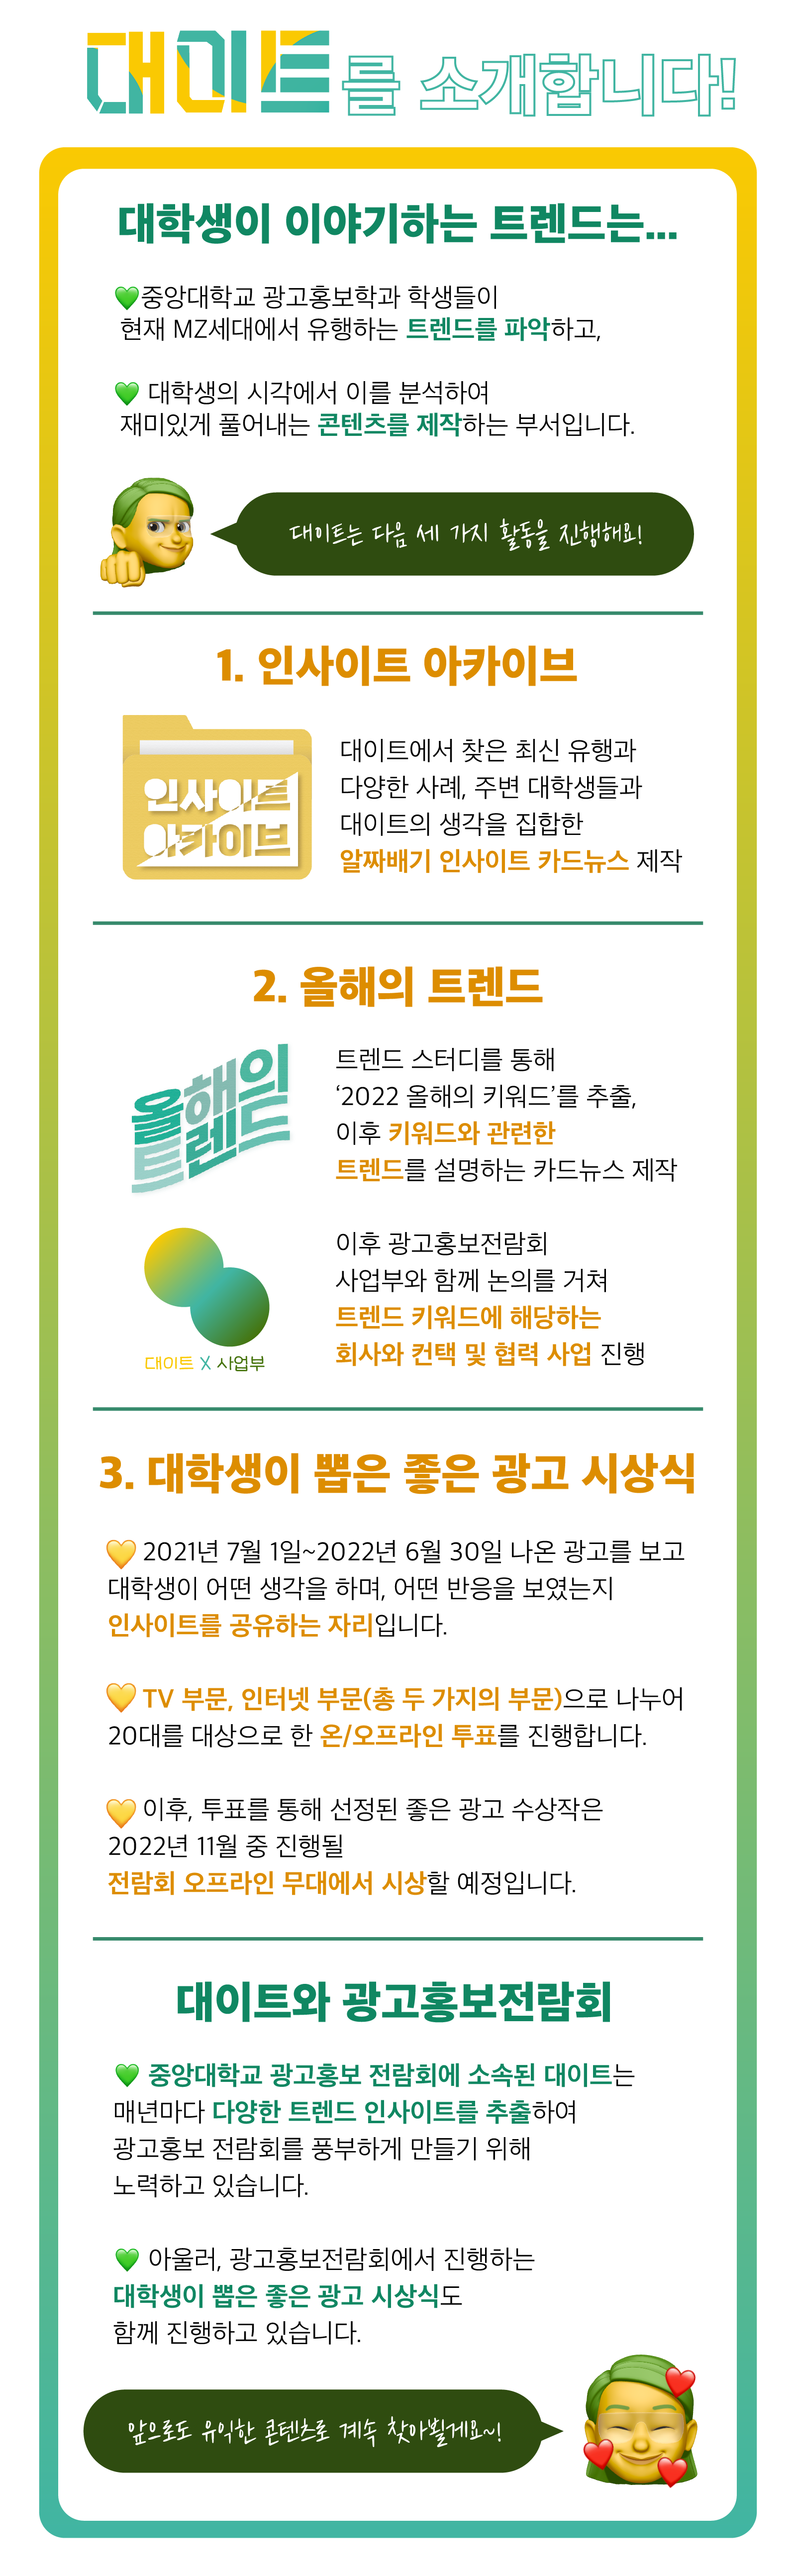 대이트를 소개합니다!
대학생이 이야기하는 트렌드는...
💚중앙대학교 광고홍보학과 학생들이
현재 MZ세대에서 유행하는 트렌드를 파악하고,
💚 대학생의 시각에서 이를 분석하여
재미있게 풀어내는 콘텐츠를 제작하는 부서입니다.
대이트는 다음 세 가지 활동을 진행해요!
1. 인사이트 아카이브
인사이트
아카이브
대이트에서 찾은 최신 유행과
다양한 사례, 주변 대학생들과
대이트의 생각을 집합한
알짜배기 인사이트 카드뉴스 제작
2. 올해의 트렌드
올해의
트렌드
트렌드 스터디를 통해
‘2022 올해의 키워드’를 추출,
이후 키워드와 관련한
트렌드를 설명하는 카드뉴스 제작
대이트 X 사업부
이후 광고홍보전람회
사업부와 함께 논의를 거쳐
트렌드 키워드에 해당하는
회사와 컨택 및 협력 사업 진행
3. 대학생이 뽑은 좋은 광고 시상식
💛 2021년 7월 1일~2022년 6월 30일 나온 광고를 보고
대학생이 어떤 생각을 하며, 어떤 반응을 보였는지
인사이트를 공유하는 자리입니다.
💛 TV 부문, 인터넷 부문(총 두 가지의 부문)으로 나누어
20대를 대상으로 한 온/오프라인 투표를 진행합니다.
💛 이후, 투표를 통해 선정된 좋은 광고 수상작은
2022년 11월 중 진행될
전람회 오프라인 무대에서 시상할 예정입니다.
대이트와 광고홍보전람회
💚 중앙대학교 광고홍보 전람회에 소속된 대이트는
매년마다 다양한 트렌드 인사이트를 추출하여
광고홍보 전람회를 풍부하게 만들기 위해
노력하고 있습니다.
💚 아울러, 광고홍보전람회에서 진행하는
대학생이 뽑은 좋은 광고 시상식도
함께 진행하고 있습니다.
앞으로도 유익한 콘텐츠로 계속 찾아뵐게요~!